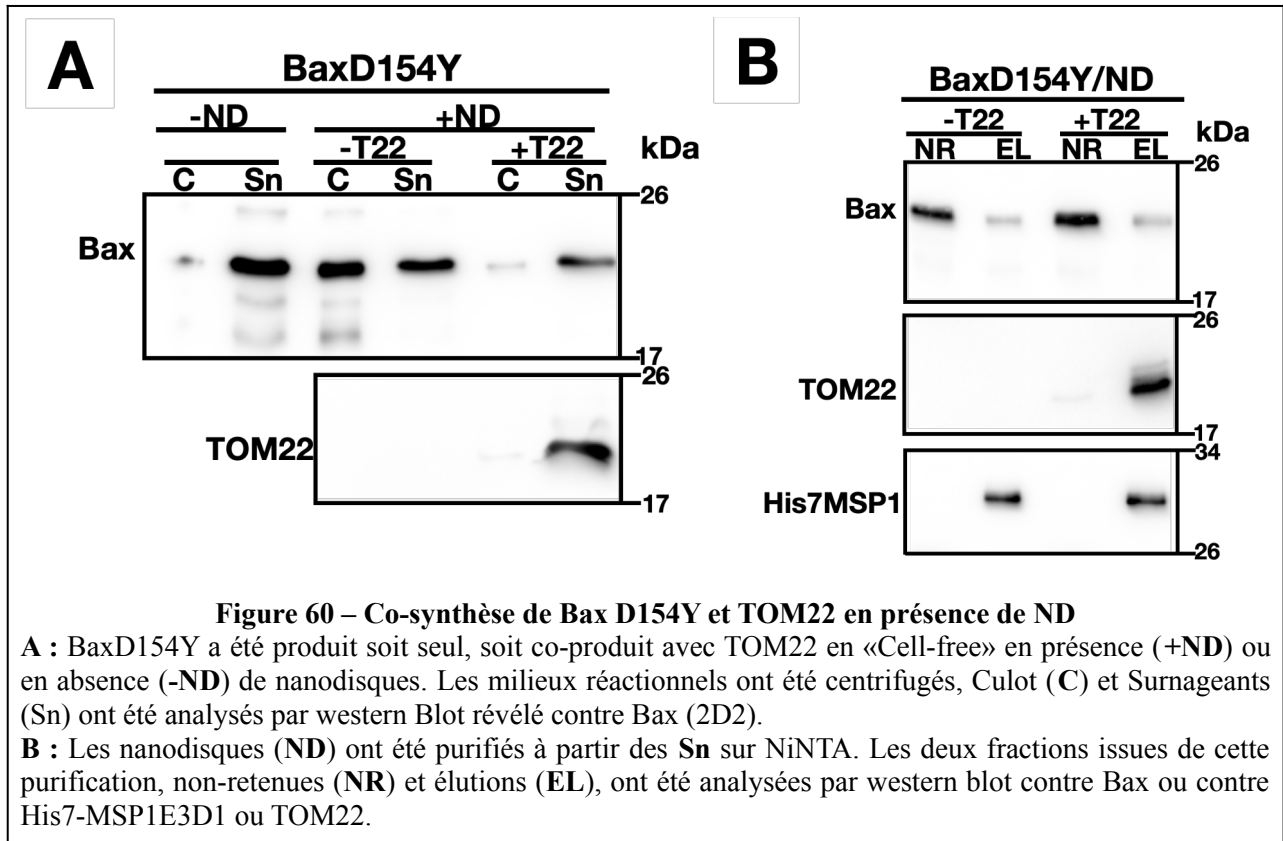 A
BaxD154Y
-ND +ND
-T22 +T22 kDa
C Sn C Sn C Sn
26
Bax
17
26
TOM22
17
B
BaxD154Y/ND
-T22 +T22 kDa
NR EL NR EL
26
Bax
17
26
TOM22
17
34
His7MSP1
26
Figure 60 – Co-synthèse de Bax D154Y et TOM22 en présence de ND
A : BaxD154Y a été produit soit seul, soit co-produit avec TOM22 en «Cell-free» en présence (+ND) ou
en absence (-ND) de nanodisques. Les milieux réactionnels ont été centrifugés, Culot (C) et Surnageants
(Sn) ont été analysés par western Blot révélé contre Bax (2D2).
B : Les nanodisques (ND) ont été purifiés à partir des Sn sur NiNTA. Les deux fractions issues de cette
purification, non-retenues (NR) et élutions (EL), ont été analysées par western blot contre Bax ou contre
His7-MSP1E3D1 ou TOM22.